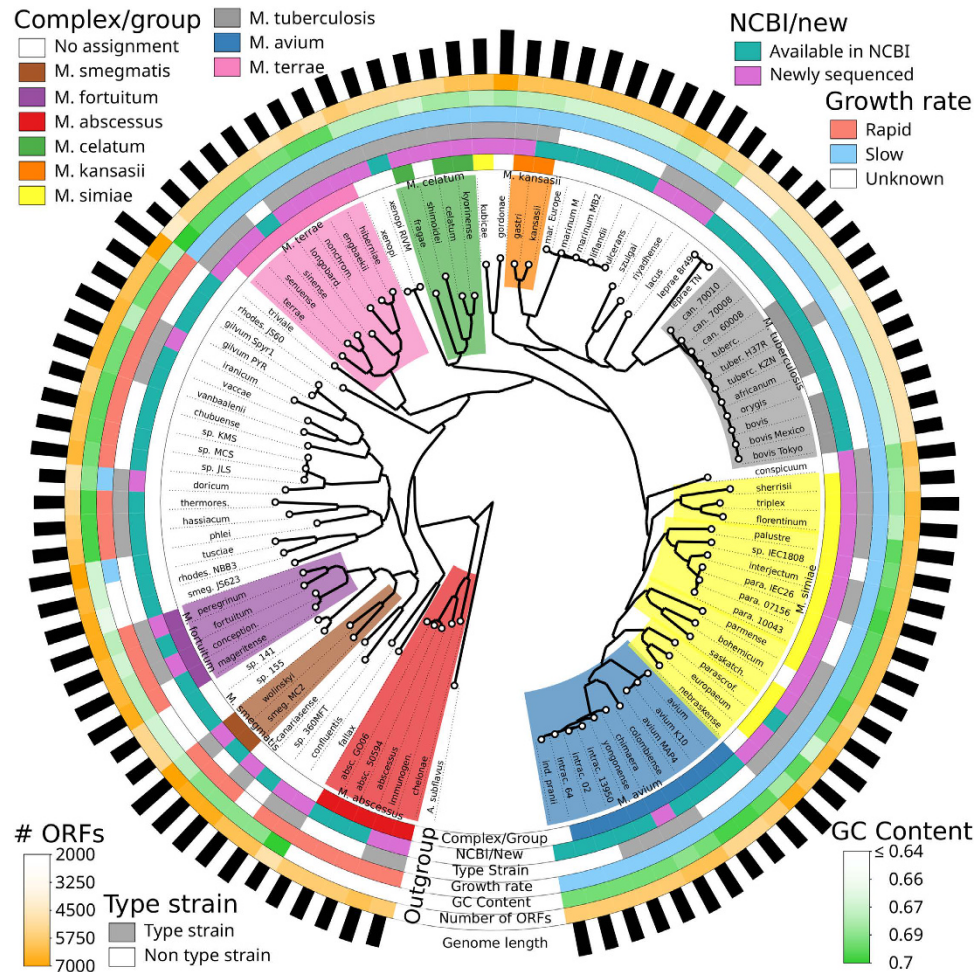 Complex/group
No assignment
M. smegmatis
M. fortuitum
M. abscessus
M. celatum
M. kansasii
M. simiae
M. tuberculosis
M. avium
M. terrae
NCBI/new
Available in NCBI
Newly sequenced
Growth rate
Rapid
Slow
Unknown
M. terrae
terrae
senuense
sinense
longobard.
nonchrom.
engbaekii
hiberniae
xenopi
xenopi RIVM
M. celatum
fragae
shimoidei
celatum
kyorinense
kubicae
gordonae
M. kansasii
gastri
kansasii
mar. Europe
marinum M
marinum MB2
liflandii
ulcerans
szulgai
riyadhense
lacus
leprae Br49
leprae TN
M. tuberculosis
can. 70010
can. 70008
can. 60008
tuberc.
tuber. H37R
tuberc. KZN
africanum
orygis
bovis
bovis Mexico
bovis Tokyo
conspicuum
M. simiae
sherrisii
triplex
florentinum
palustre
sp. IEC1808
interjectum
para. IEC26
para. 07156
para. 10043
parmense
bohemicum
saskatch.
parascrof.
europaeum
nebraskense
M. avium
avium
avium K10
avium MAP4
colombiense
chimaera
yongonense
intrac. 13950
Intrac. 02
Intrac. 64
ind. pranii
A. subflavus
M. abscessus
chelonae
immunogen.
abscessus
absc. 50594
absc. GO06
fallax
confluentis
sp. 360MFT
canariasense
M. smegmatis
smeg. MC2
wolinskyi
sp. 155
sp. 141
M. fortuitum
mageritense
conception.
fortuitum
peregrinum
smeg. JS623
rhodes. NBB3
tusciae
phlei
hassiacum
thermores.
doricum
sp. JLS
sp. MCS
sp. KMS
chubuense
vanbaalenii
vaccae
iranicum
gilvum PYR
gilvum Spyr1
rhodes. JS60
triviale
Outgroup
Complex/Group
NCBI/New
Type Strain
Growth rate
GC Content
Number of ORFs
Genome length
# ORFs
2000
3250
4500
5750
7000
Type strain
Type strain
Non type strain
GC Content
≤ 0.64
0.66
0.67
0.69
0.7